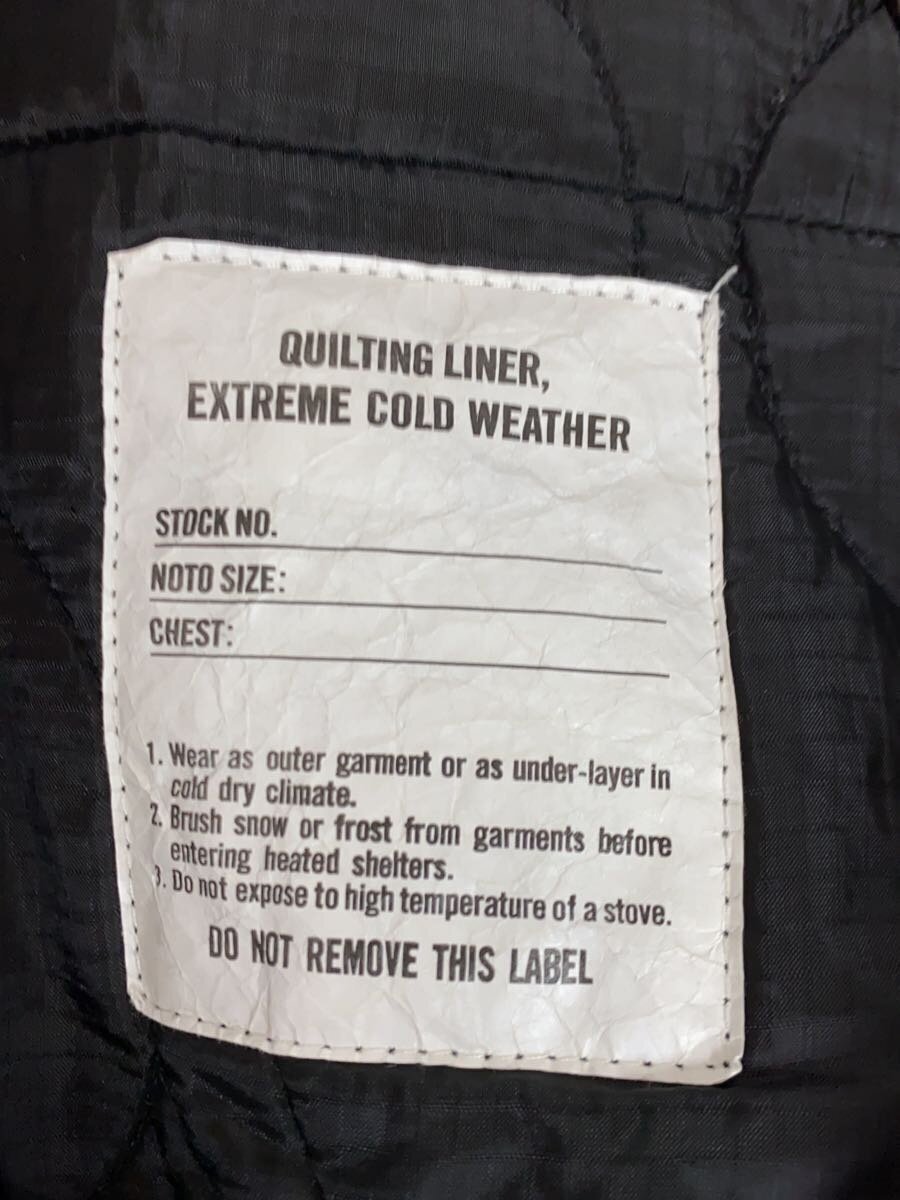 QUILTING LINER,
EXTREME COLD WEATHER
STOCK NO.
NOTO SIZE:
CHEST:
1. Wear as outer garment or as under-layer in
cold dry climate.
2. Brush snow or frost from garments before
entering heated shelters.
3. Do not expose to high temperature of a stove.
DO NOT REMOVE THIS LABEL